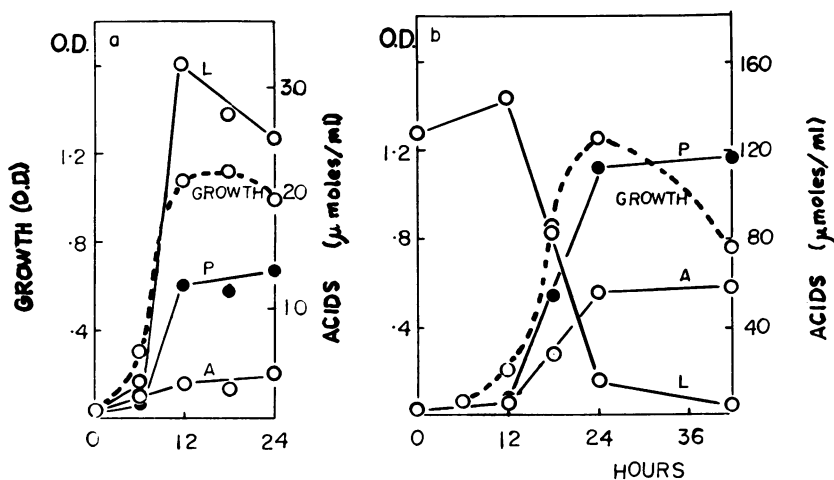 O.D. a
L
30
1.2
20
GROWTH
.8
P
10
.4
A
0 12 24
GROWTH (O.D.)
ACIDS (μmoles/ml)
O.D. b
160
1.2
120
P
GROWTH
.8
80
A
.4
40
L
0 12 24 36
HOURS
ACIDS (μmoles/ml)